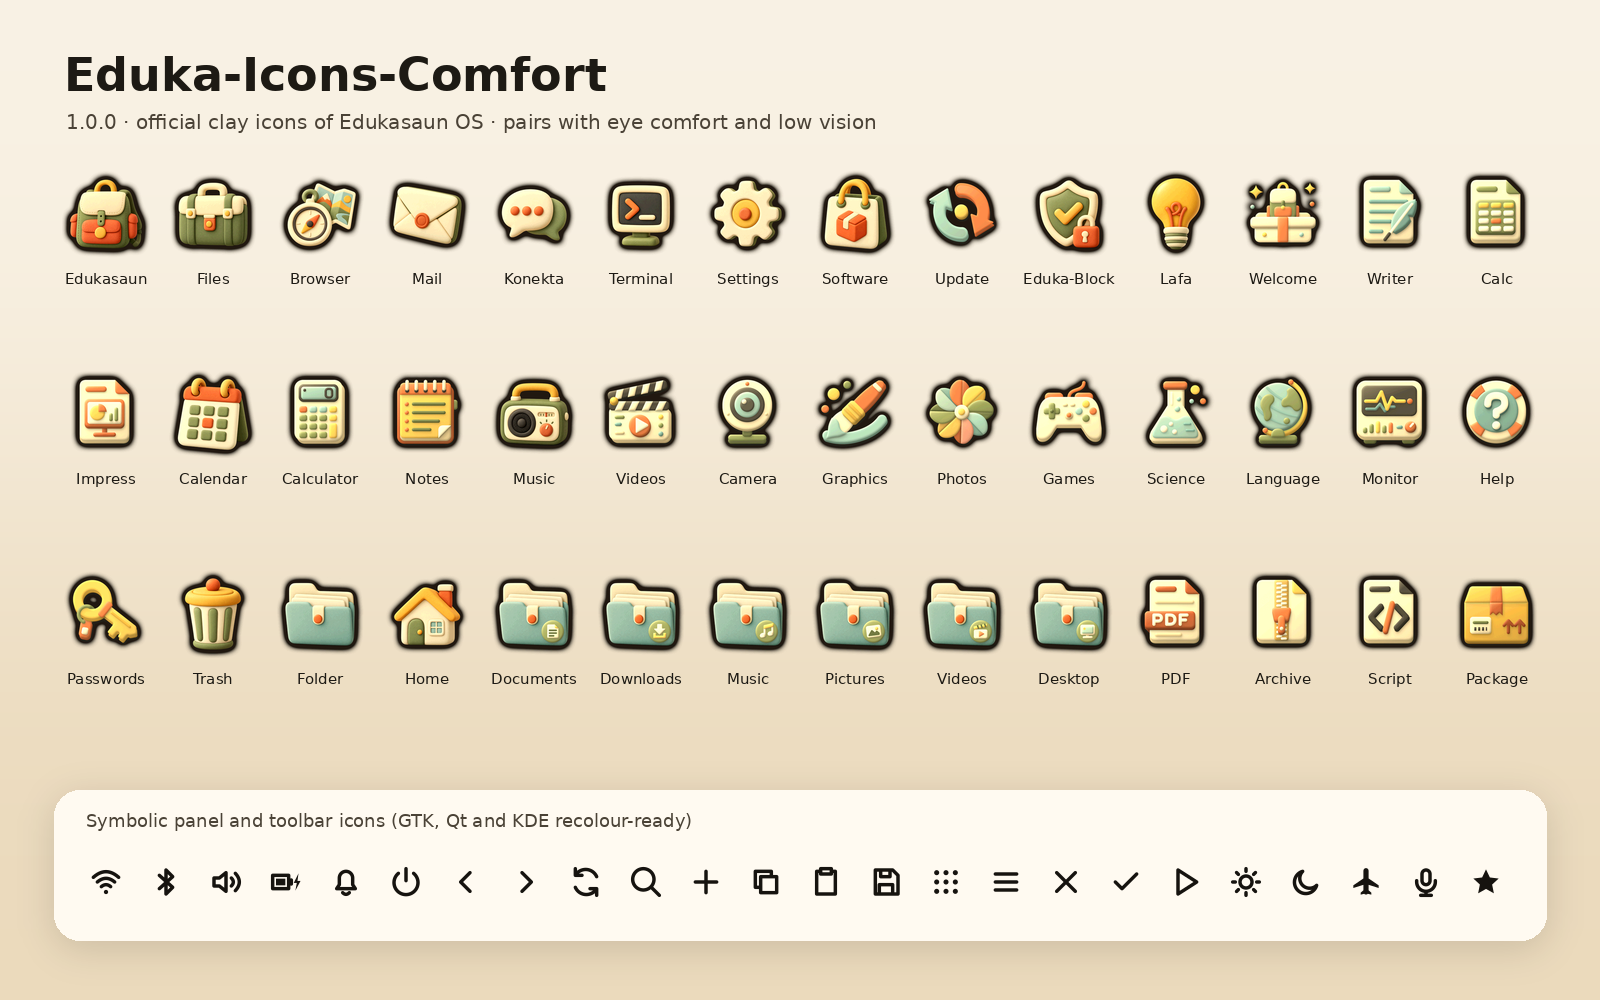 Eduka-Icons-Comfort
1.0.0 · official clay icons of Edukasaun OS · pairs with eye comfort and low vision
Edukasaun Files Browser Mail Konekta Terminal Settings Software Update Eduka-Block Lafa Welcome Writer Calc
0
Impress Calendar Calculator Notes Music Videos Camera Graphics Photos Games Science Language Monitor Help
PDF
Passwords Trash Folder Home Documents Downloads Music Pictures Videos Desktop PDF Archive Script Package
Symbolic panel and toolbar icons (GTK, Qt and KDE recolour-ready)